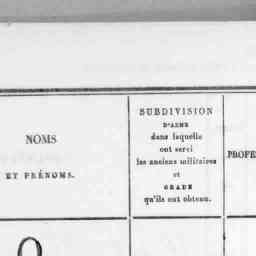 NOMS
ET PRÉNOMS.
SUBDIVISION
D'ARME
dans laquelle
ont servi
les anciens militaires
et
GRADE
qu'ils ont obtenu.
PROFE
O